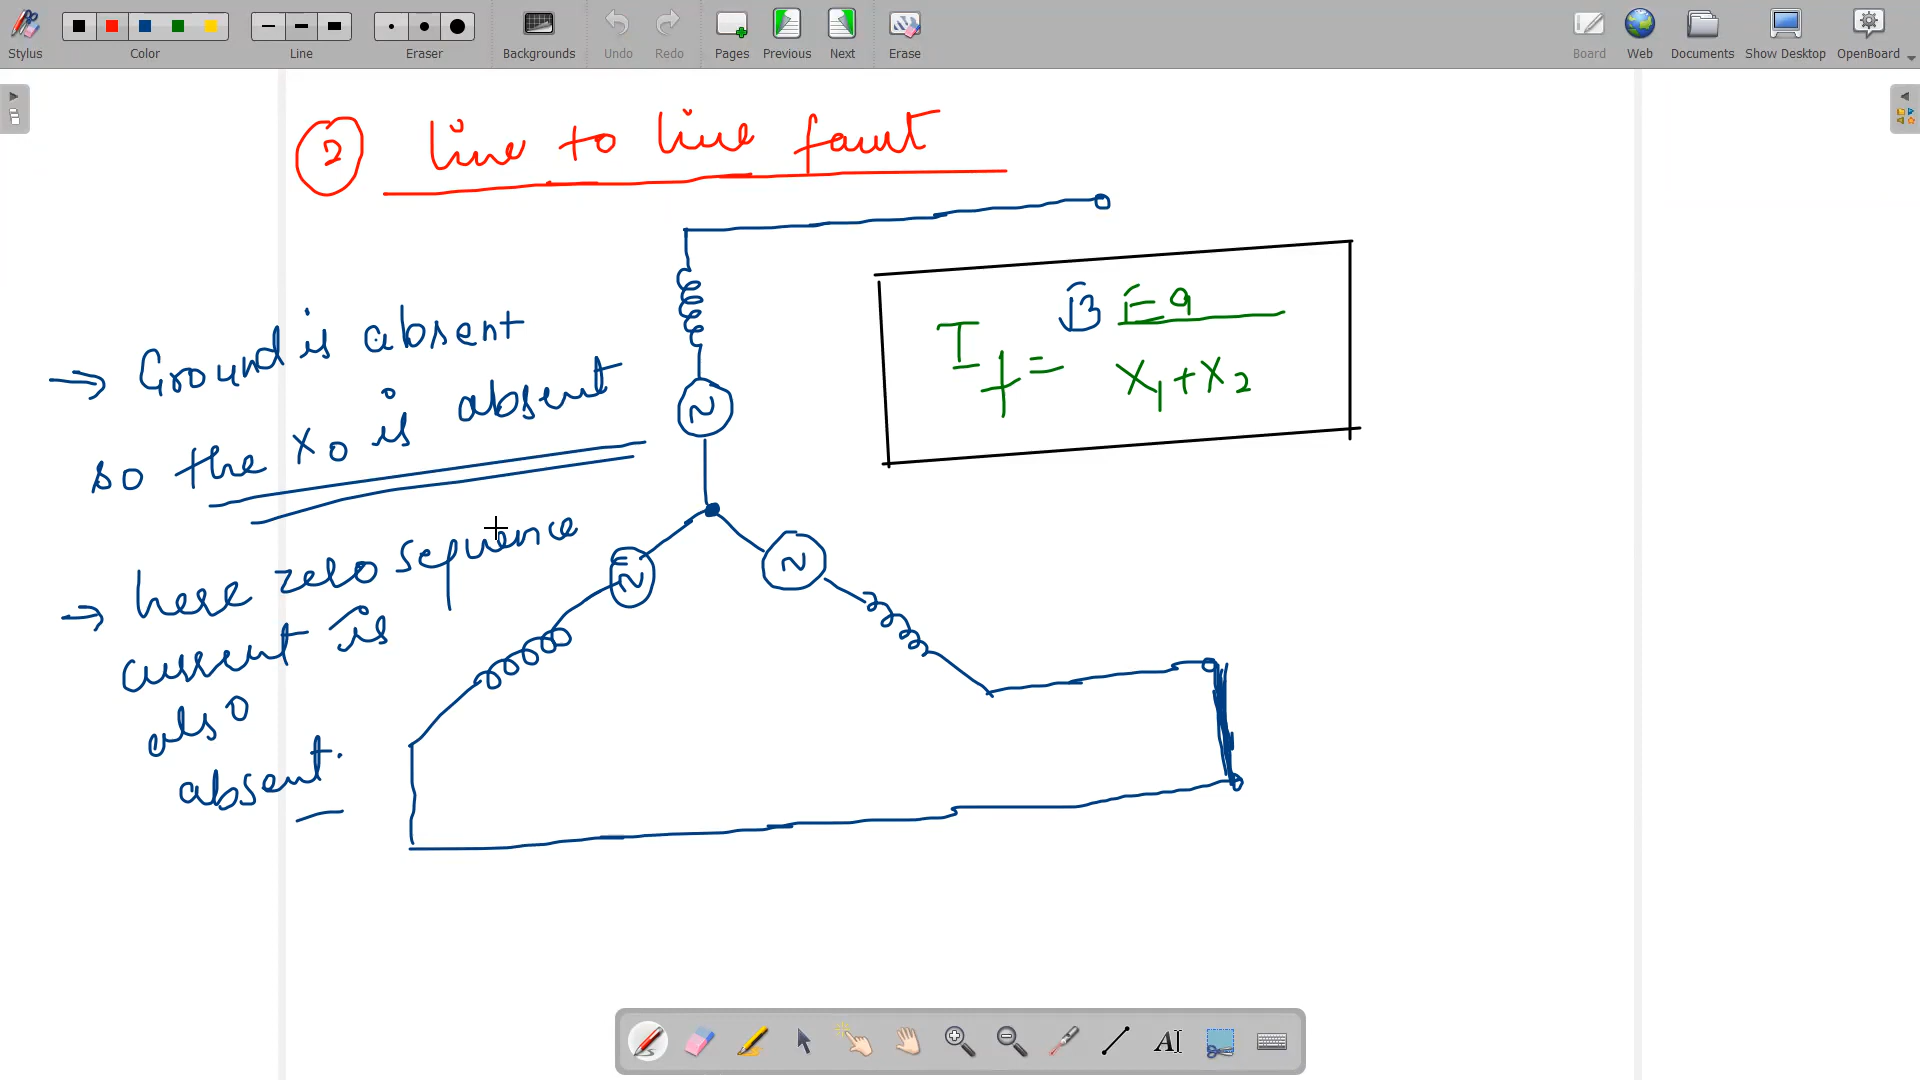 Stylus
Color
Line
Eraser
Backgrounds
Undo
Redo
Pages
Previous
Next
Erase
Board
Web
Documents
Show Desktop
OpenBoard
2 line to line fault
→ Ground is absent
so the X0 is absent
→ here zero sequence
current is
also
absent.
If = √3 Ea
X1+X2